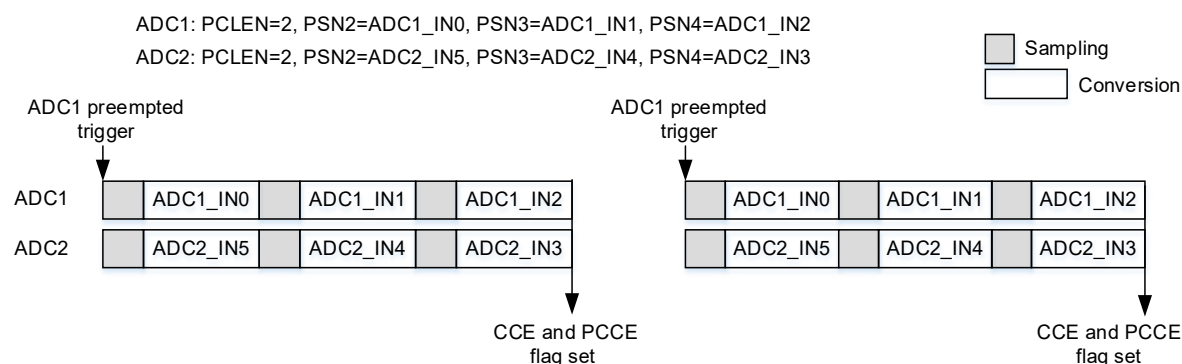 ADC1: PCLEN=2, PSN2=ADC1_IN0, PSN3=ADC1_IN1, PSN4=ADC1_IN2
ADC2: PCLEN=2, PSN2=ADC2_IN5, PSN3=ADC2_IN4, PSN4=ADC2_IN3
Sampling
Conversion
ADC1 preempted
trigger
ADC1 preempted
trigger
ADC1 ADC1_IN0 ADC1_IN1 ADC1_IN2 ADC1_IN0 ADC1_IN1 ADC1_IN2
ADC2 ADC2_IN5 ADC2_IN4 ADC2_IN3 ADC2_IN5 ADC2_IN4 ADC2_IN3
CCE and PCCE
flag set
CCE and PCCE
flag set